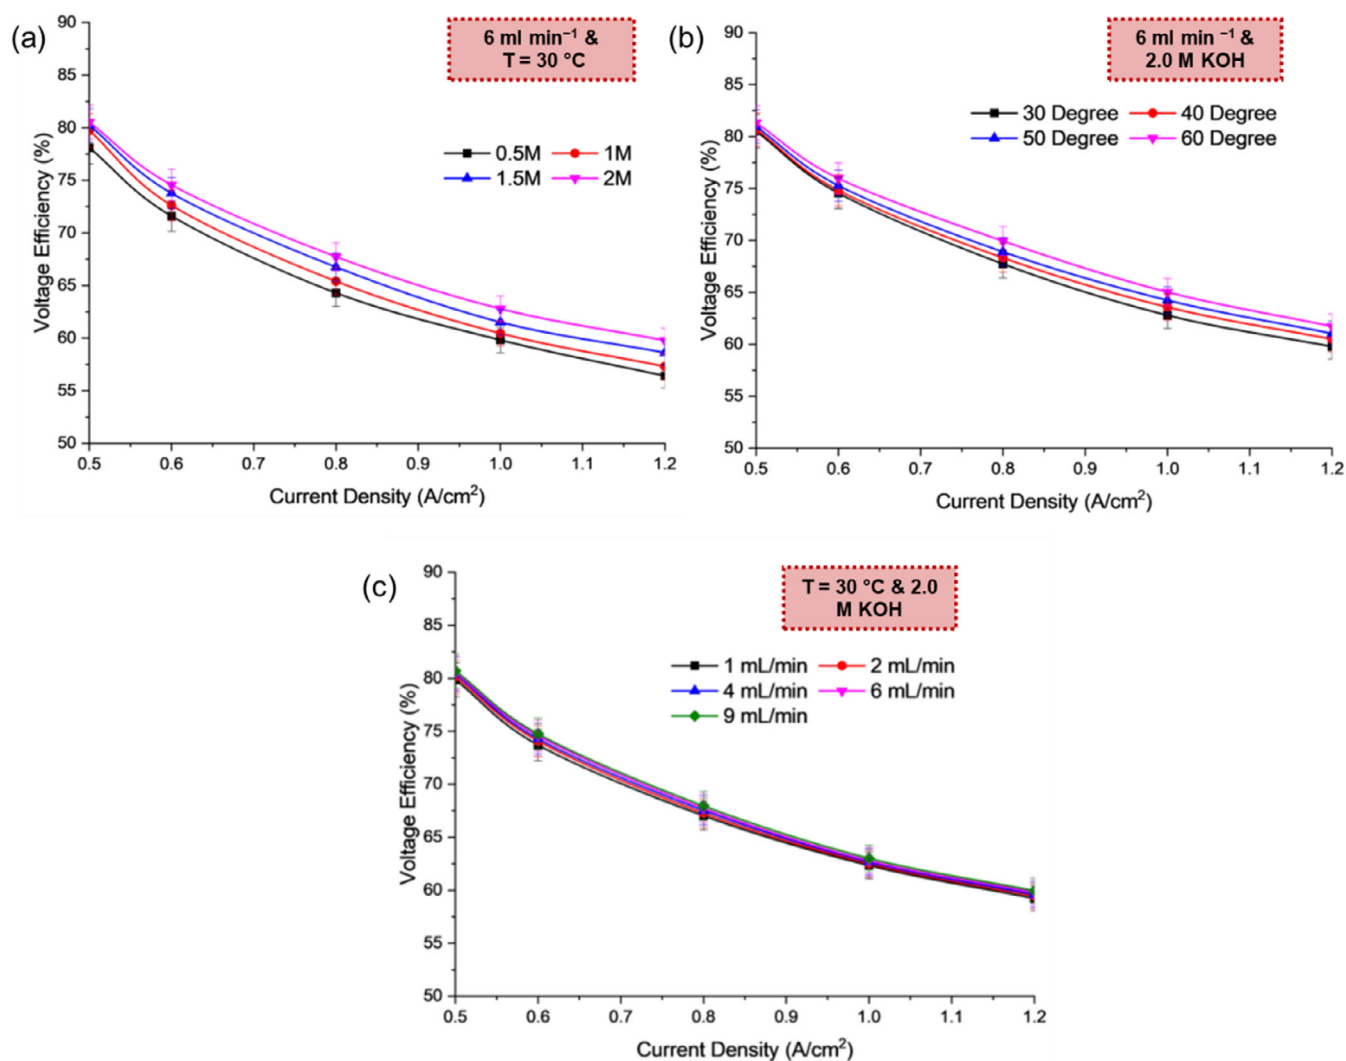 (a)
6 ml min⁻¹ &
T = 30 °C
0.5M
1M
1.5M
2M
90
85
80
75
70
65
60
55
50
Voltage Efficiency (%)
0.5
0.6
0.7
0.8
0.9
1.0
1.1
1.2
Current Density (A/cm²)
(b)
6 ml min ⁻¹ &
2.0 M KOH
30 Degree
40 Degree
50 Degree
60 Degree
90
85
80
75
70
65
60
55
50
Voltage Efficiency (%)
0.5
0.6
0.7
0.8
0.9
1.0
1.1
1.2
Current Density (A/cm²)
(c)
T = 30 °C & 2.0
M KOH
1 mL/min
2 mL/min
4 mL/min
6 mL/min
9 mL/min
90
85
80
75
70
65
60
55
50
Voltage Efficiency (%)
0.5
0.6
0.7
0.8
0.9
1.0
1.1
1.2
Current Density (A/cm²)